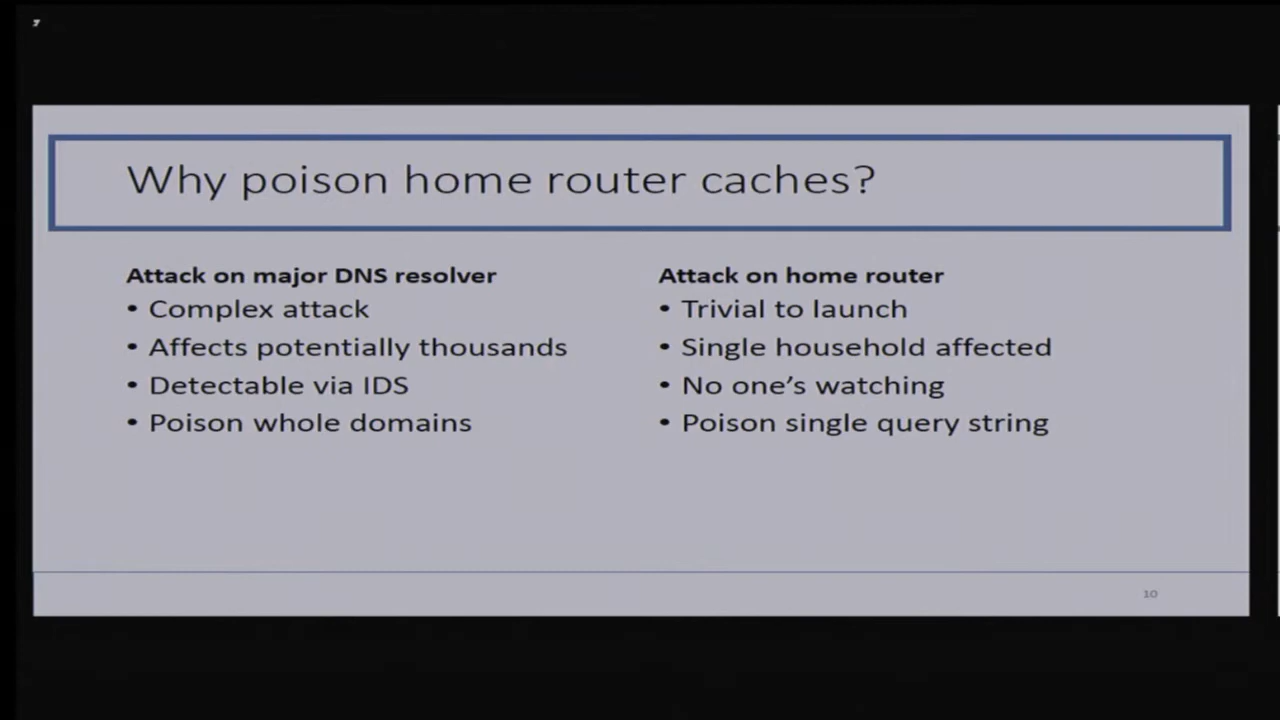 Why poison home router caches?
Attack on major DNS resolver
• Complex attack
• Affects potentially thousands
• Detectable via IDS
• Poison whole domains
Attack on home router
• Trivial to launch
• Single household affected
• No one’s watching
• Poison single query string
10